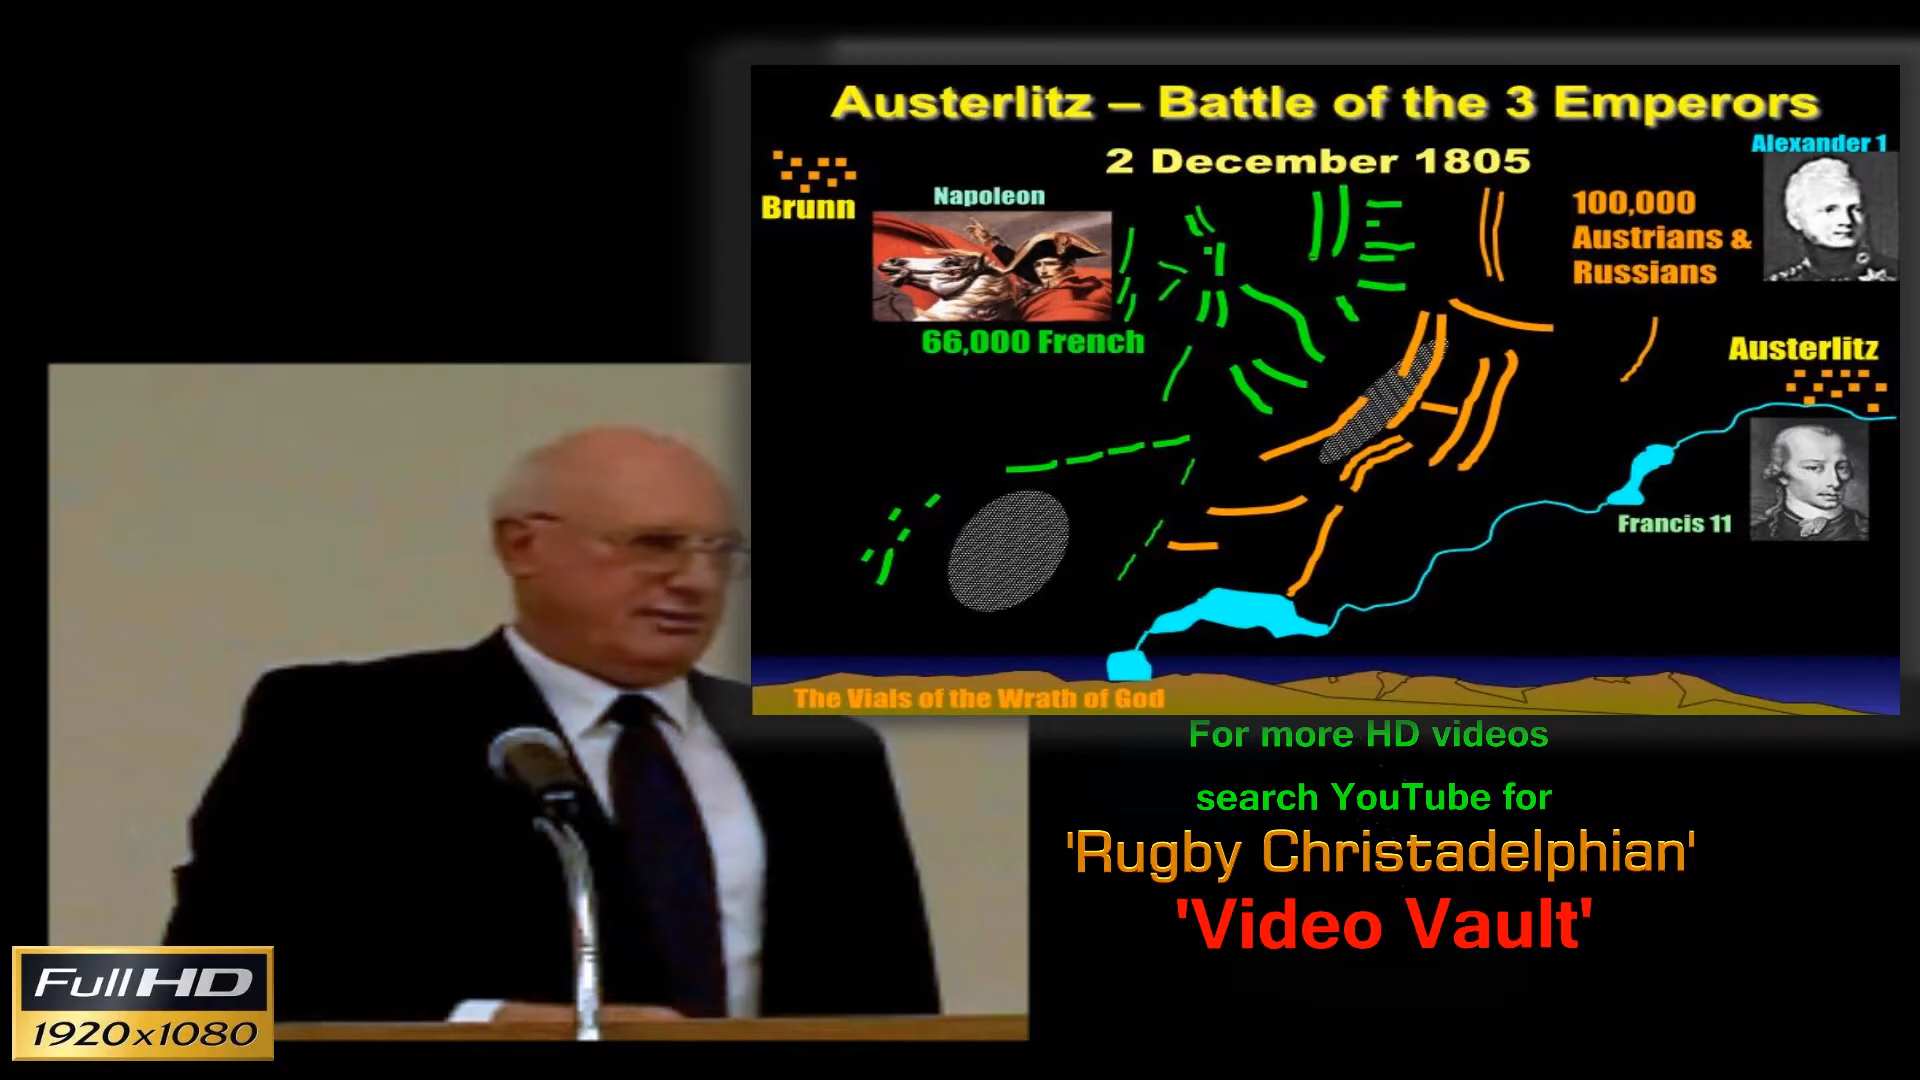 Austerlitz – Battle of the 3 Emperors
2 December 1805
Alexander 1
Brunn
Napoleon
100,000
Austrians &
Russians
66,000 French
Austerlitz
Francis 11
The Vials of the Wrath of God
For more HD videos
search YouTube for
'Rugby Christadelphian'
'Video Vault'
Full HD
1920x1080